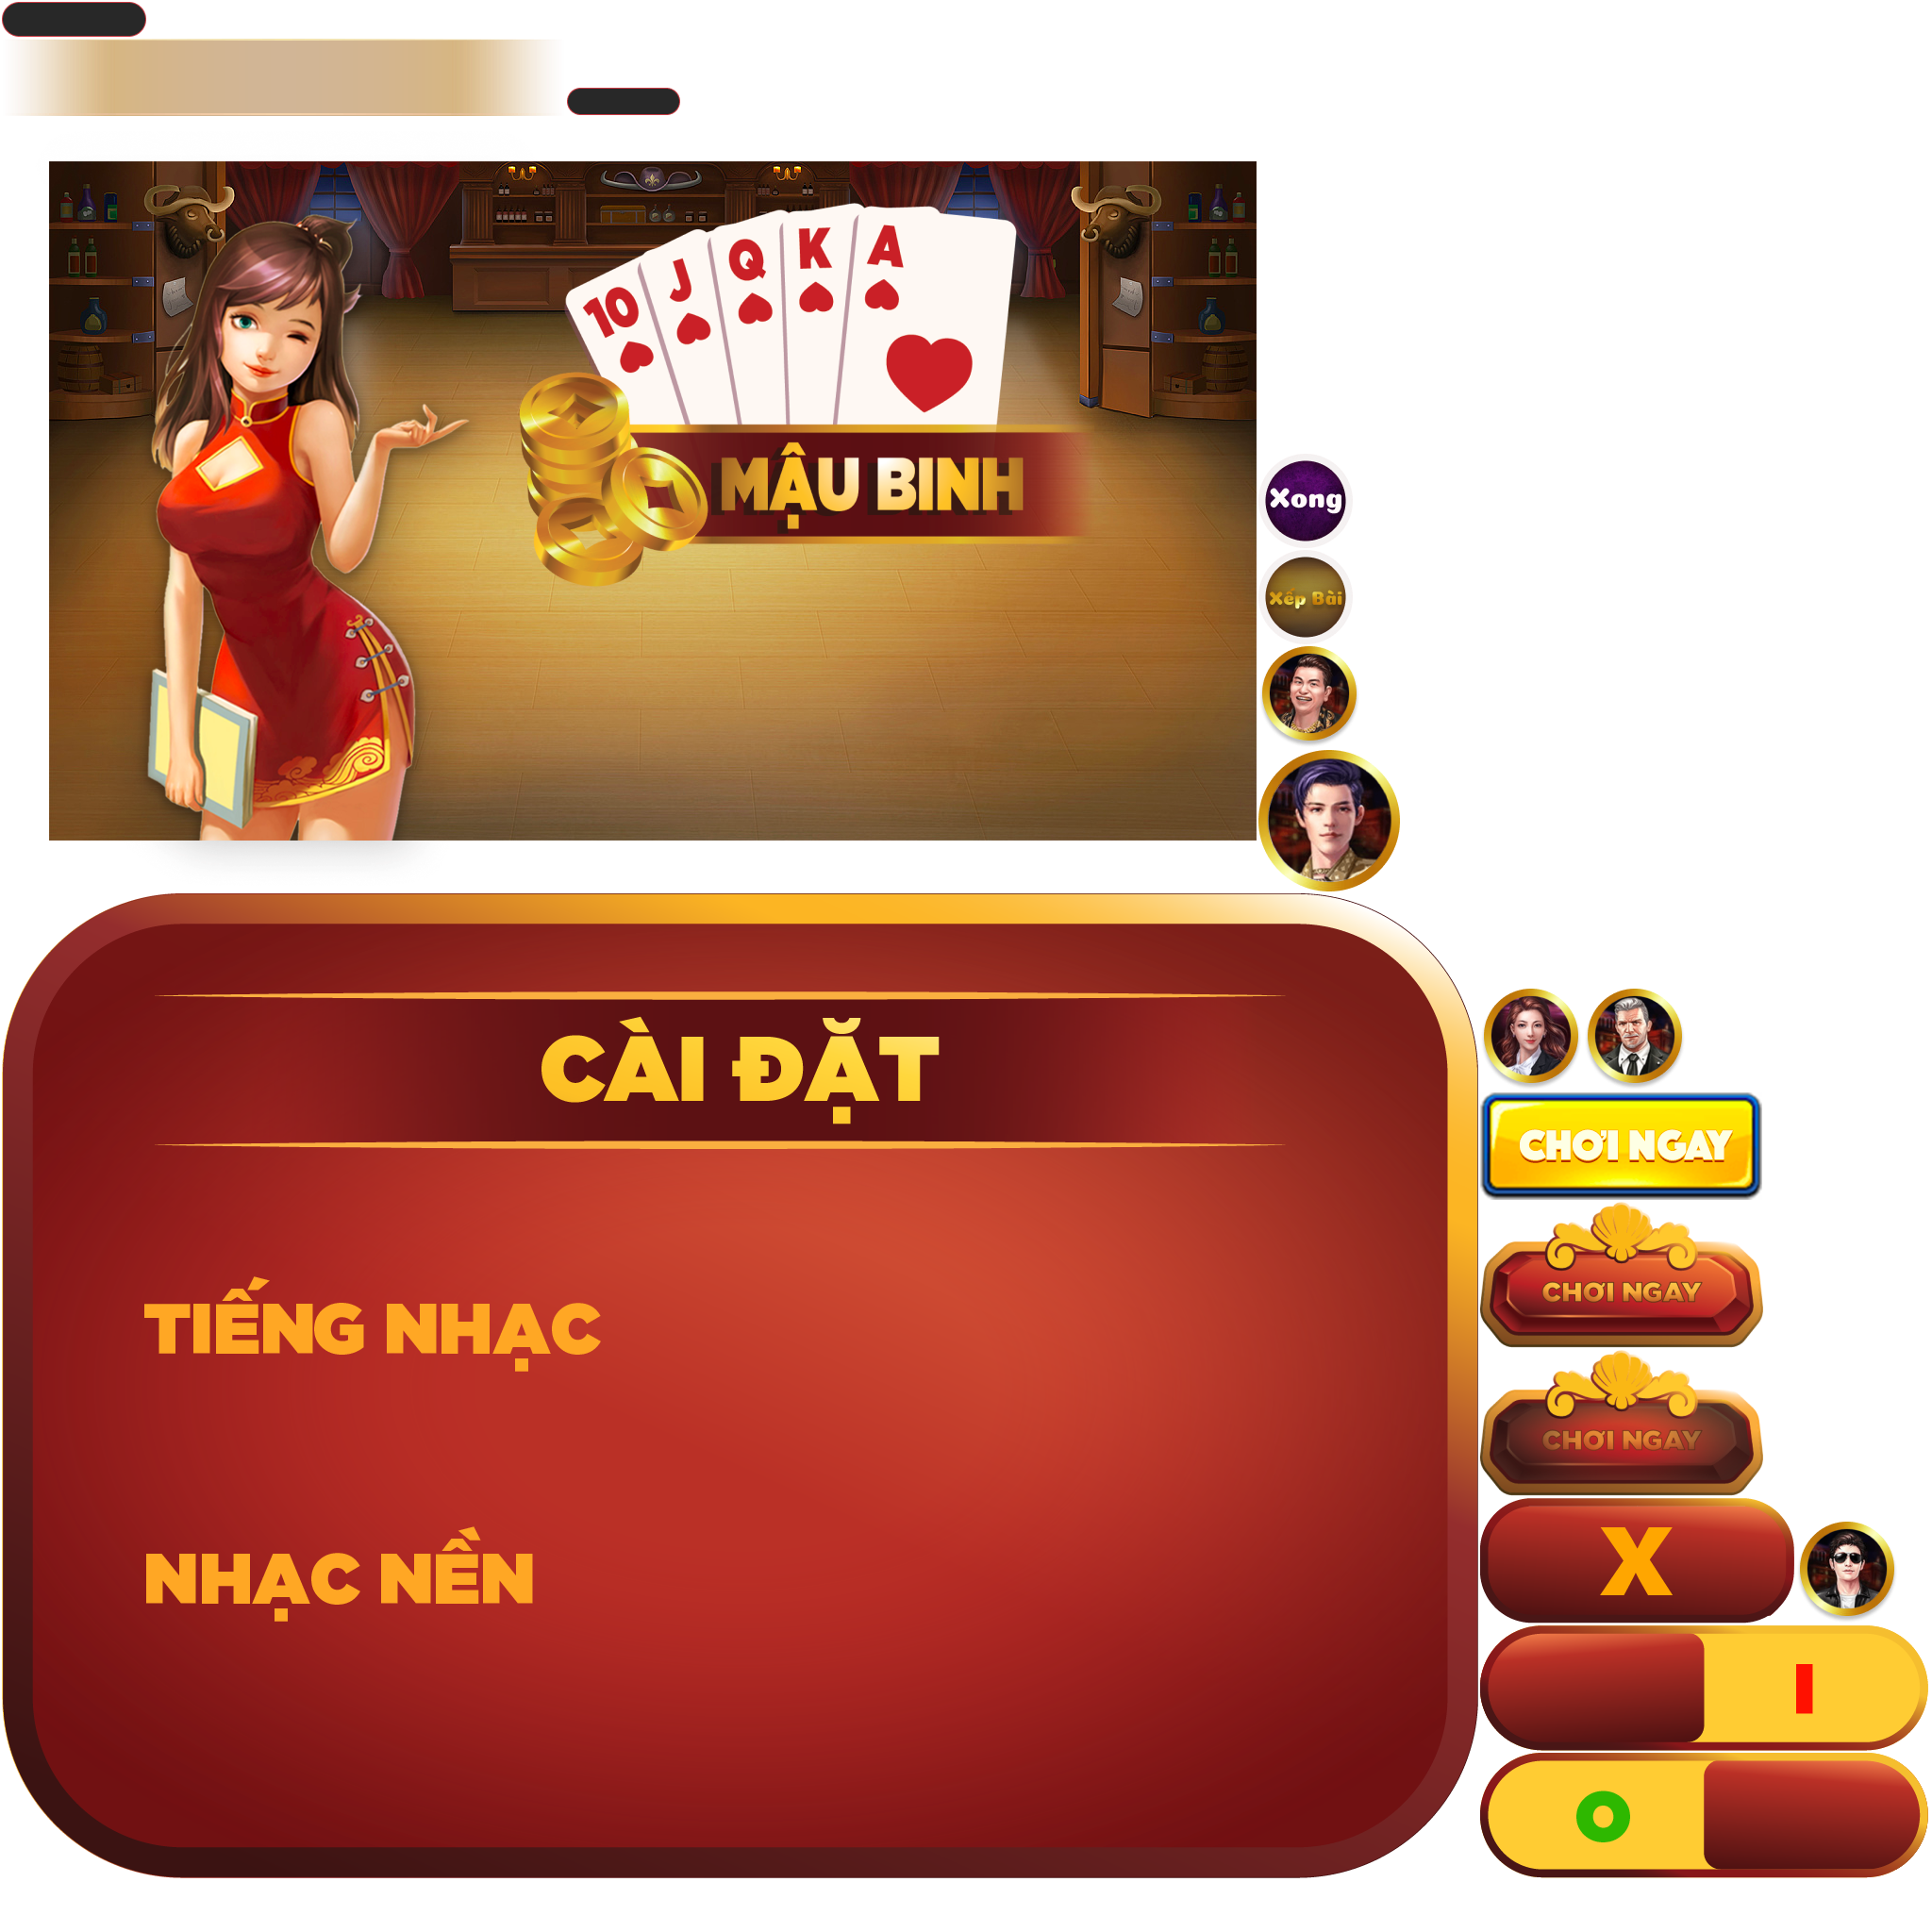 10 J Q K A
MẬU BINH
Xong
Xếp Bài
CÀI ĐẶT
TIẾNG NHẠC
NHẠC NỀN
CHƠI NGAY
CHƠI NGAY
CHƠI NGAY
X
I
O